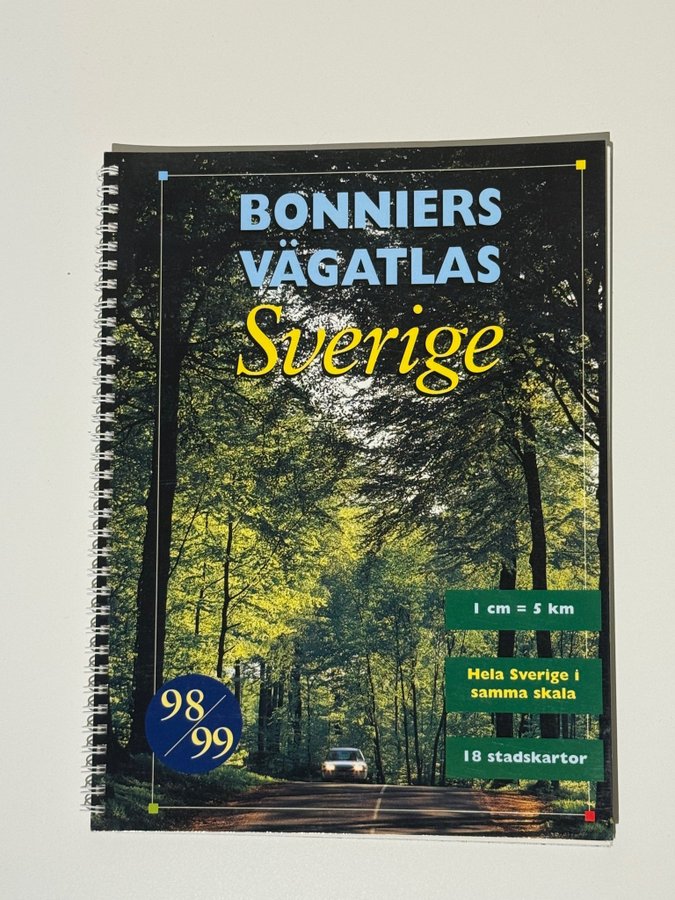 BONNIERS
VÄGATLAS
Sverige
1 cm = 5 km
Hela Sverige i
samma skala
18 stadskartor
98/
99